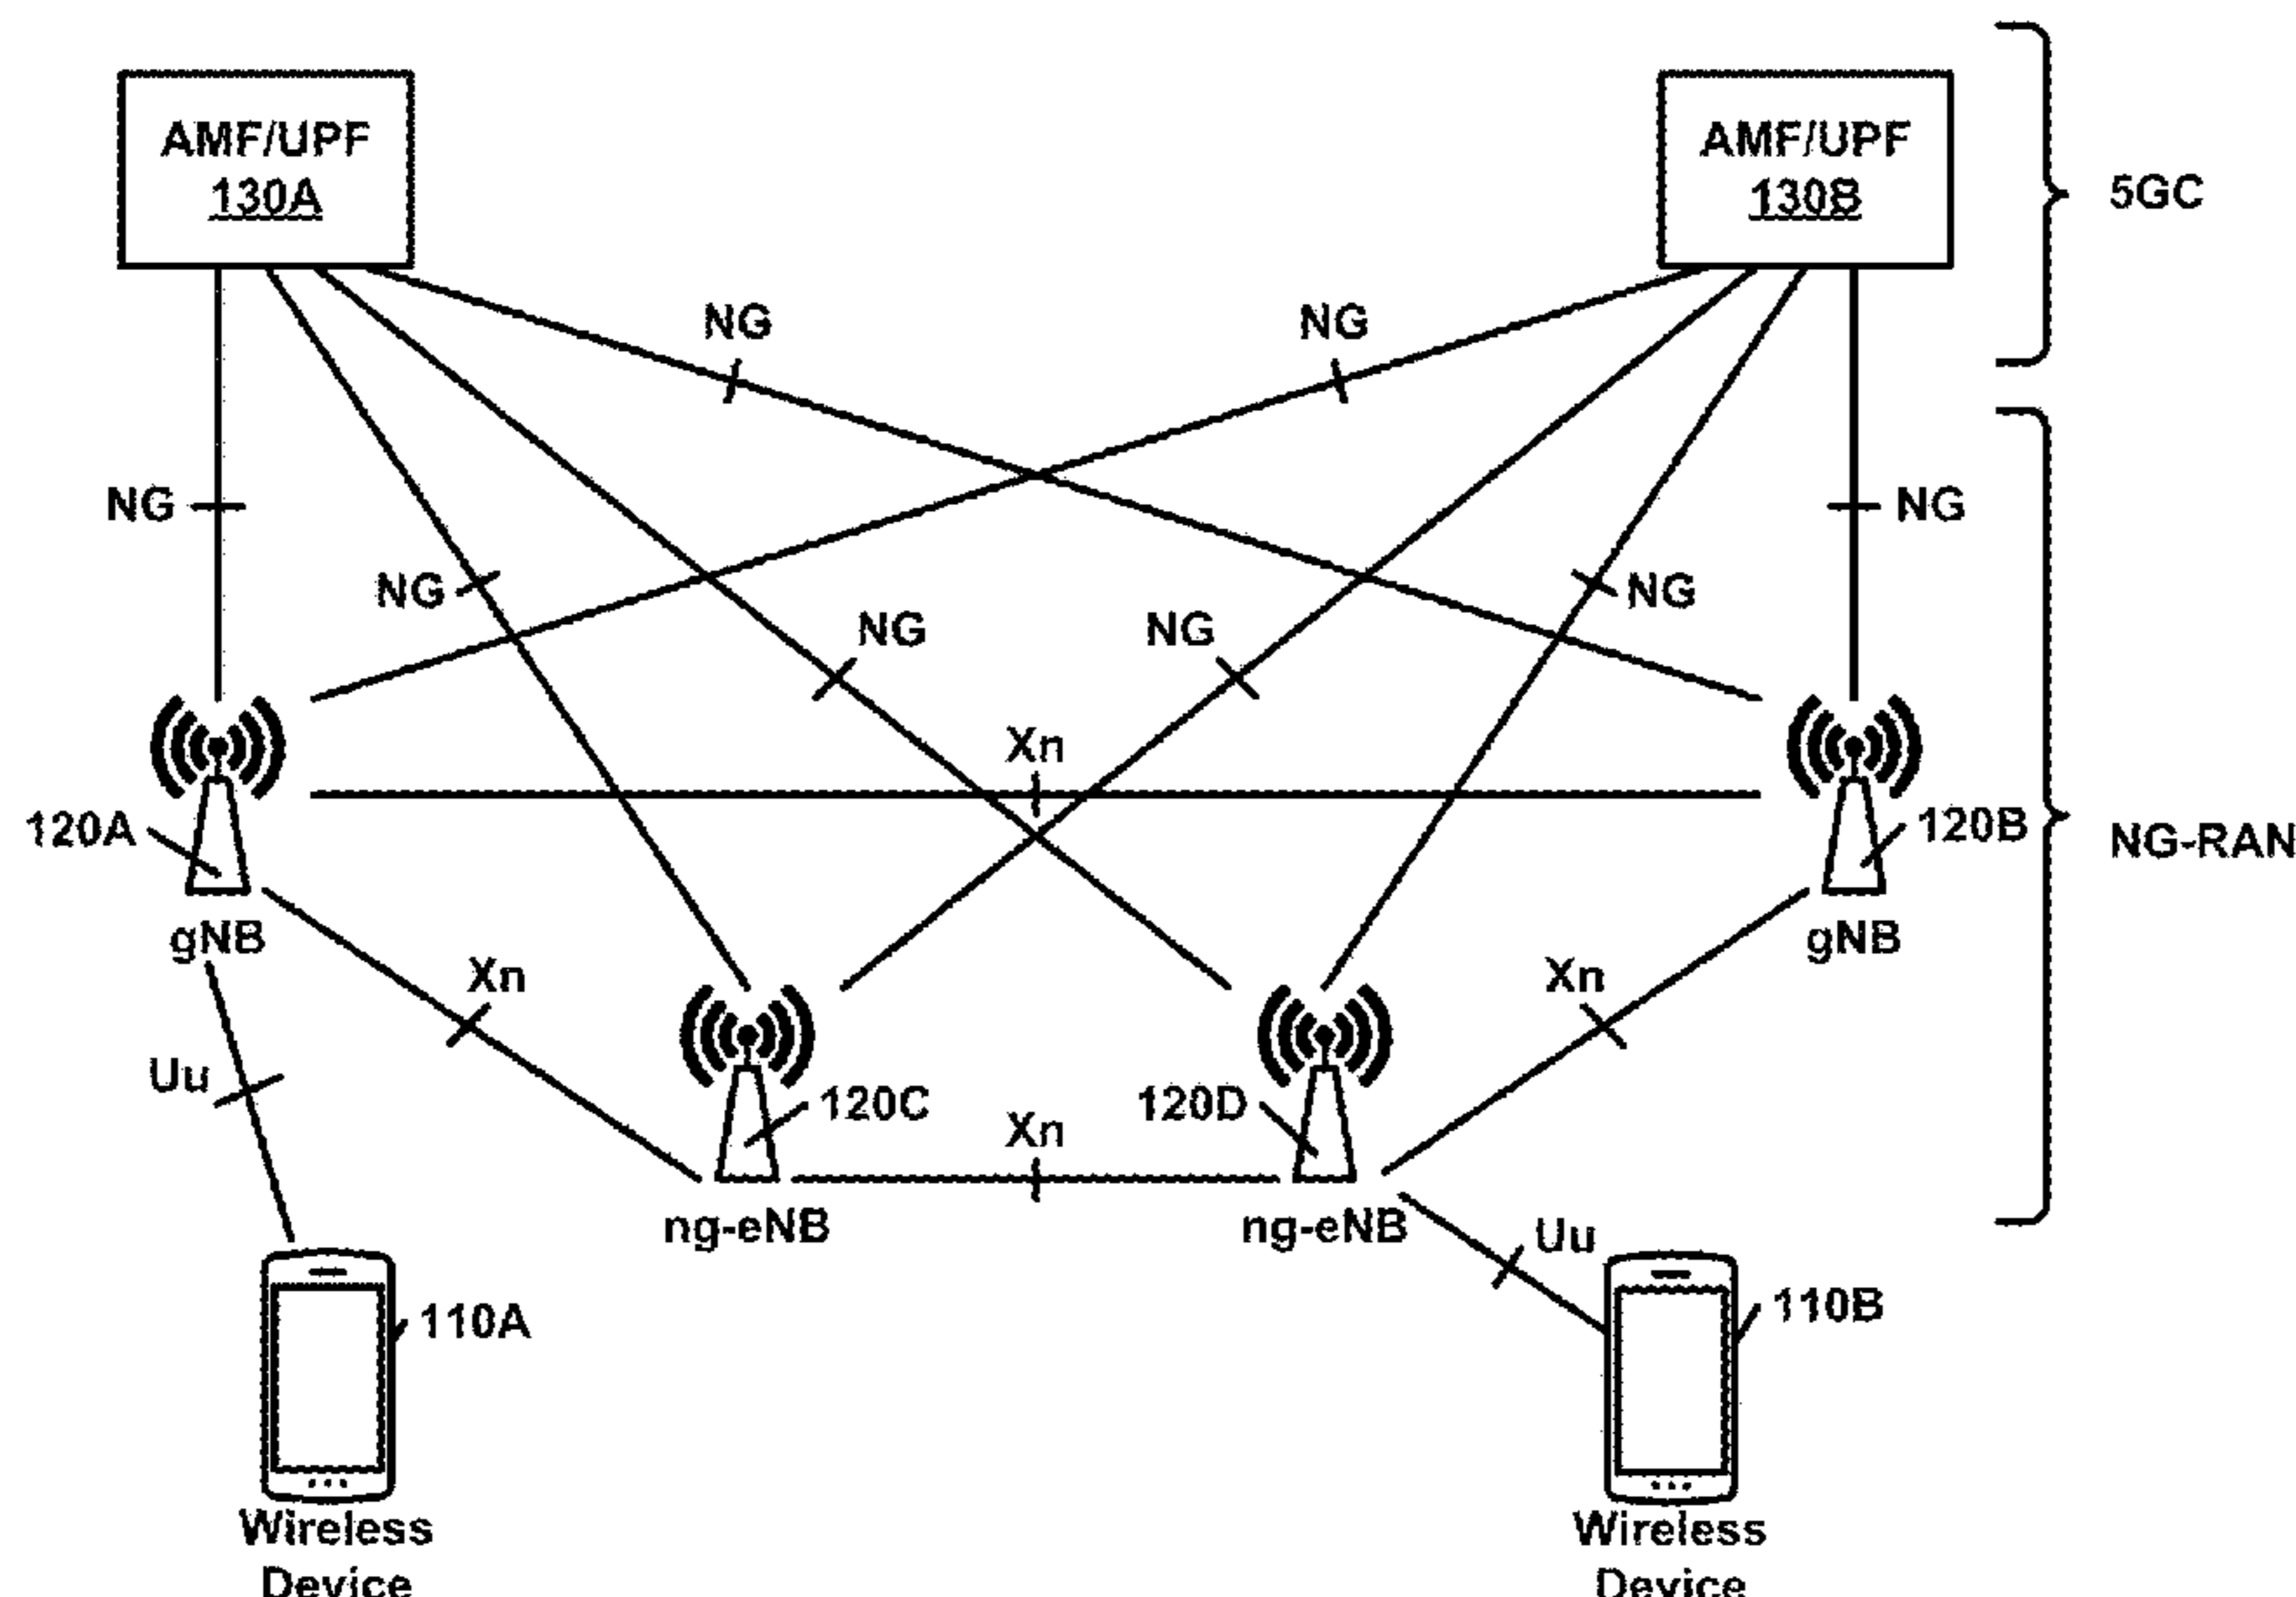 AMF/UPF
130A
AMF/UPF
130B
5GC
NG
NG
NG
NG
NG
NG
NG
NG
Xn
120A
120B
NG-RAN
gNB
gNB
Xn
Xn
Uu
120C
120D
Xn
ng-eNB
ng-eNB
Uu
110A
110B
Wireless
Device
Wireless
Device